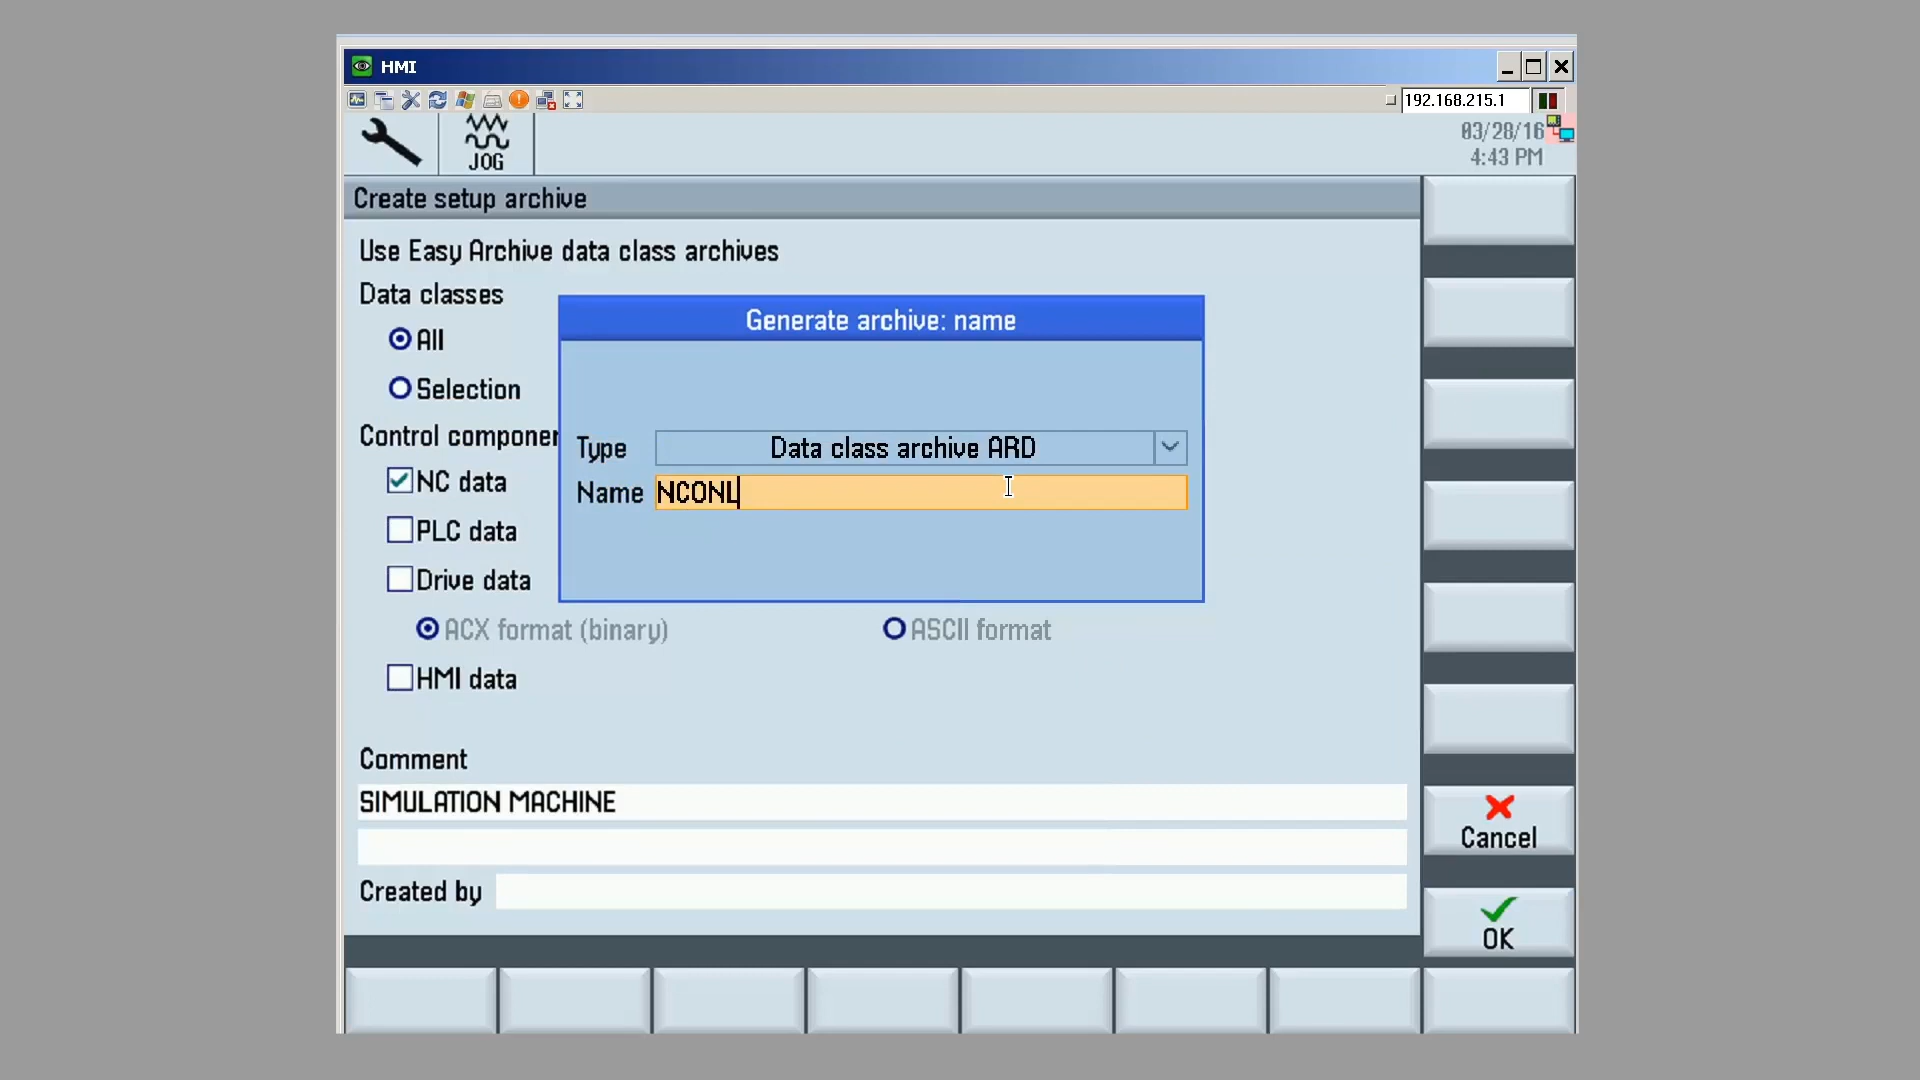 HMI
192.168.215.1
JOG
03/28/16
4:43 PM
Create setup archive
Use Easy Archive data class archives
Data classes
All
Selection
Control componen
NC data
PLC data
Drive data
ACX format (binary)
ASCII format
HMI data
Generate archive: name
Type Data class archive ARD
Name NCONL
Comment
SIMULATION MACHINE
Created by
Cancel
OK